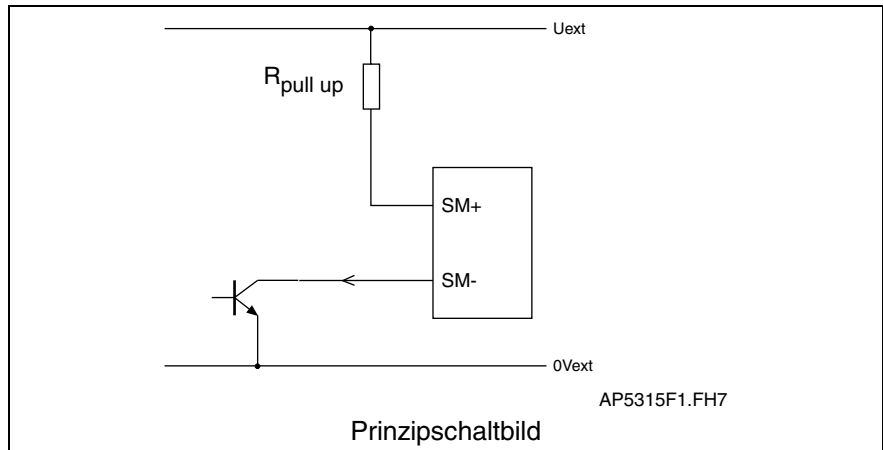 Uext
Rpull up
SM+
SM-
0Vext
AP5315F1.FH7
Prinzipschaltbild